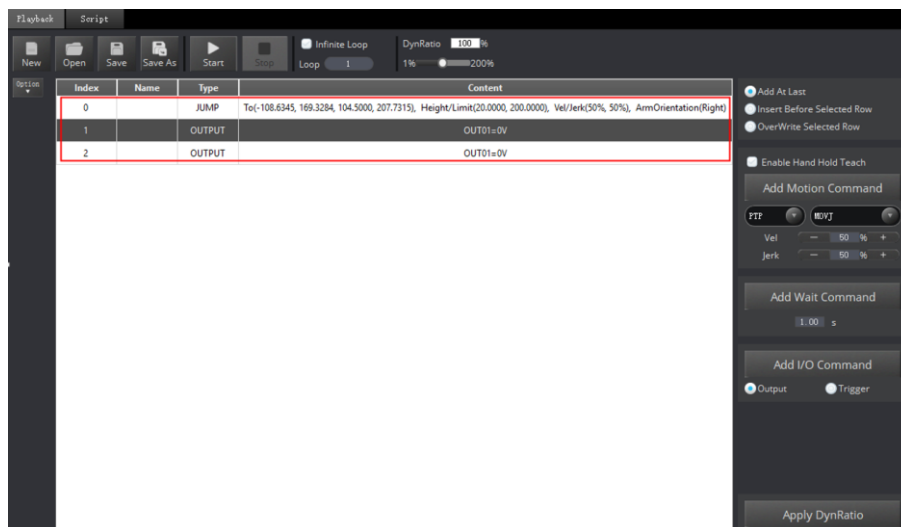 Playback Script
New Open Save Save As Start Stop
Infinite Loop
Loop 1
DynRatio 100 %
1% 200%
Option
Index Name Type Content
0 JUMP To(-108.6345, 169.3284, 104.5000, 207.7315), Height/Limit(20.0000, 200.0000), Vel/Jerk(50%, 50%), ArmOrientation(Right)
1 OUTPUT OUT01=0V
2 OUTPUT OUT01=0V
Add At Last
Insert Before Selected Row
OverWrite Selected Row
Enable Hand Hold Teach
Add Motion Command
PTP MOVJ
Vel − 50 % +
Jerk − 50 % +
Add Wait Command
1.00 s
Add I/O Command
Output Trigger
Apply DynRatio